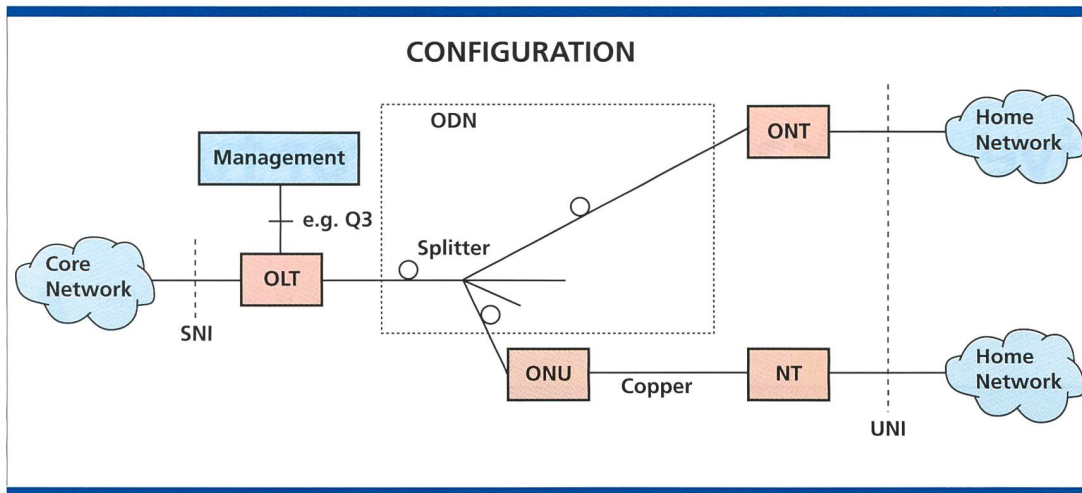 CONFIGURATION
ODN
ONT
Home
Network
Management
e.g. Q3
Splitter
Core
Network
OLT
SNI
ONU
Copper
NT
Home
Network
UNI